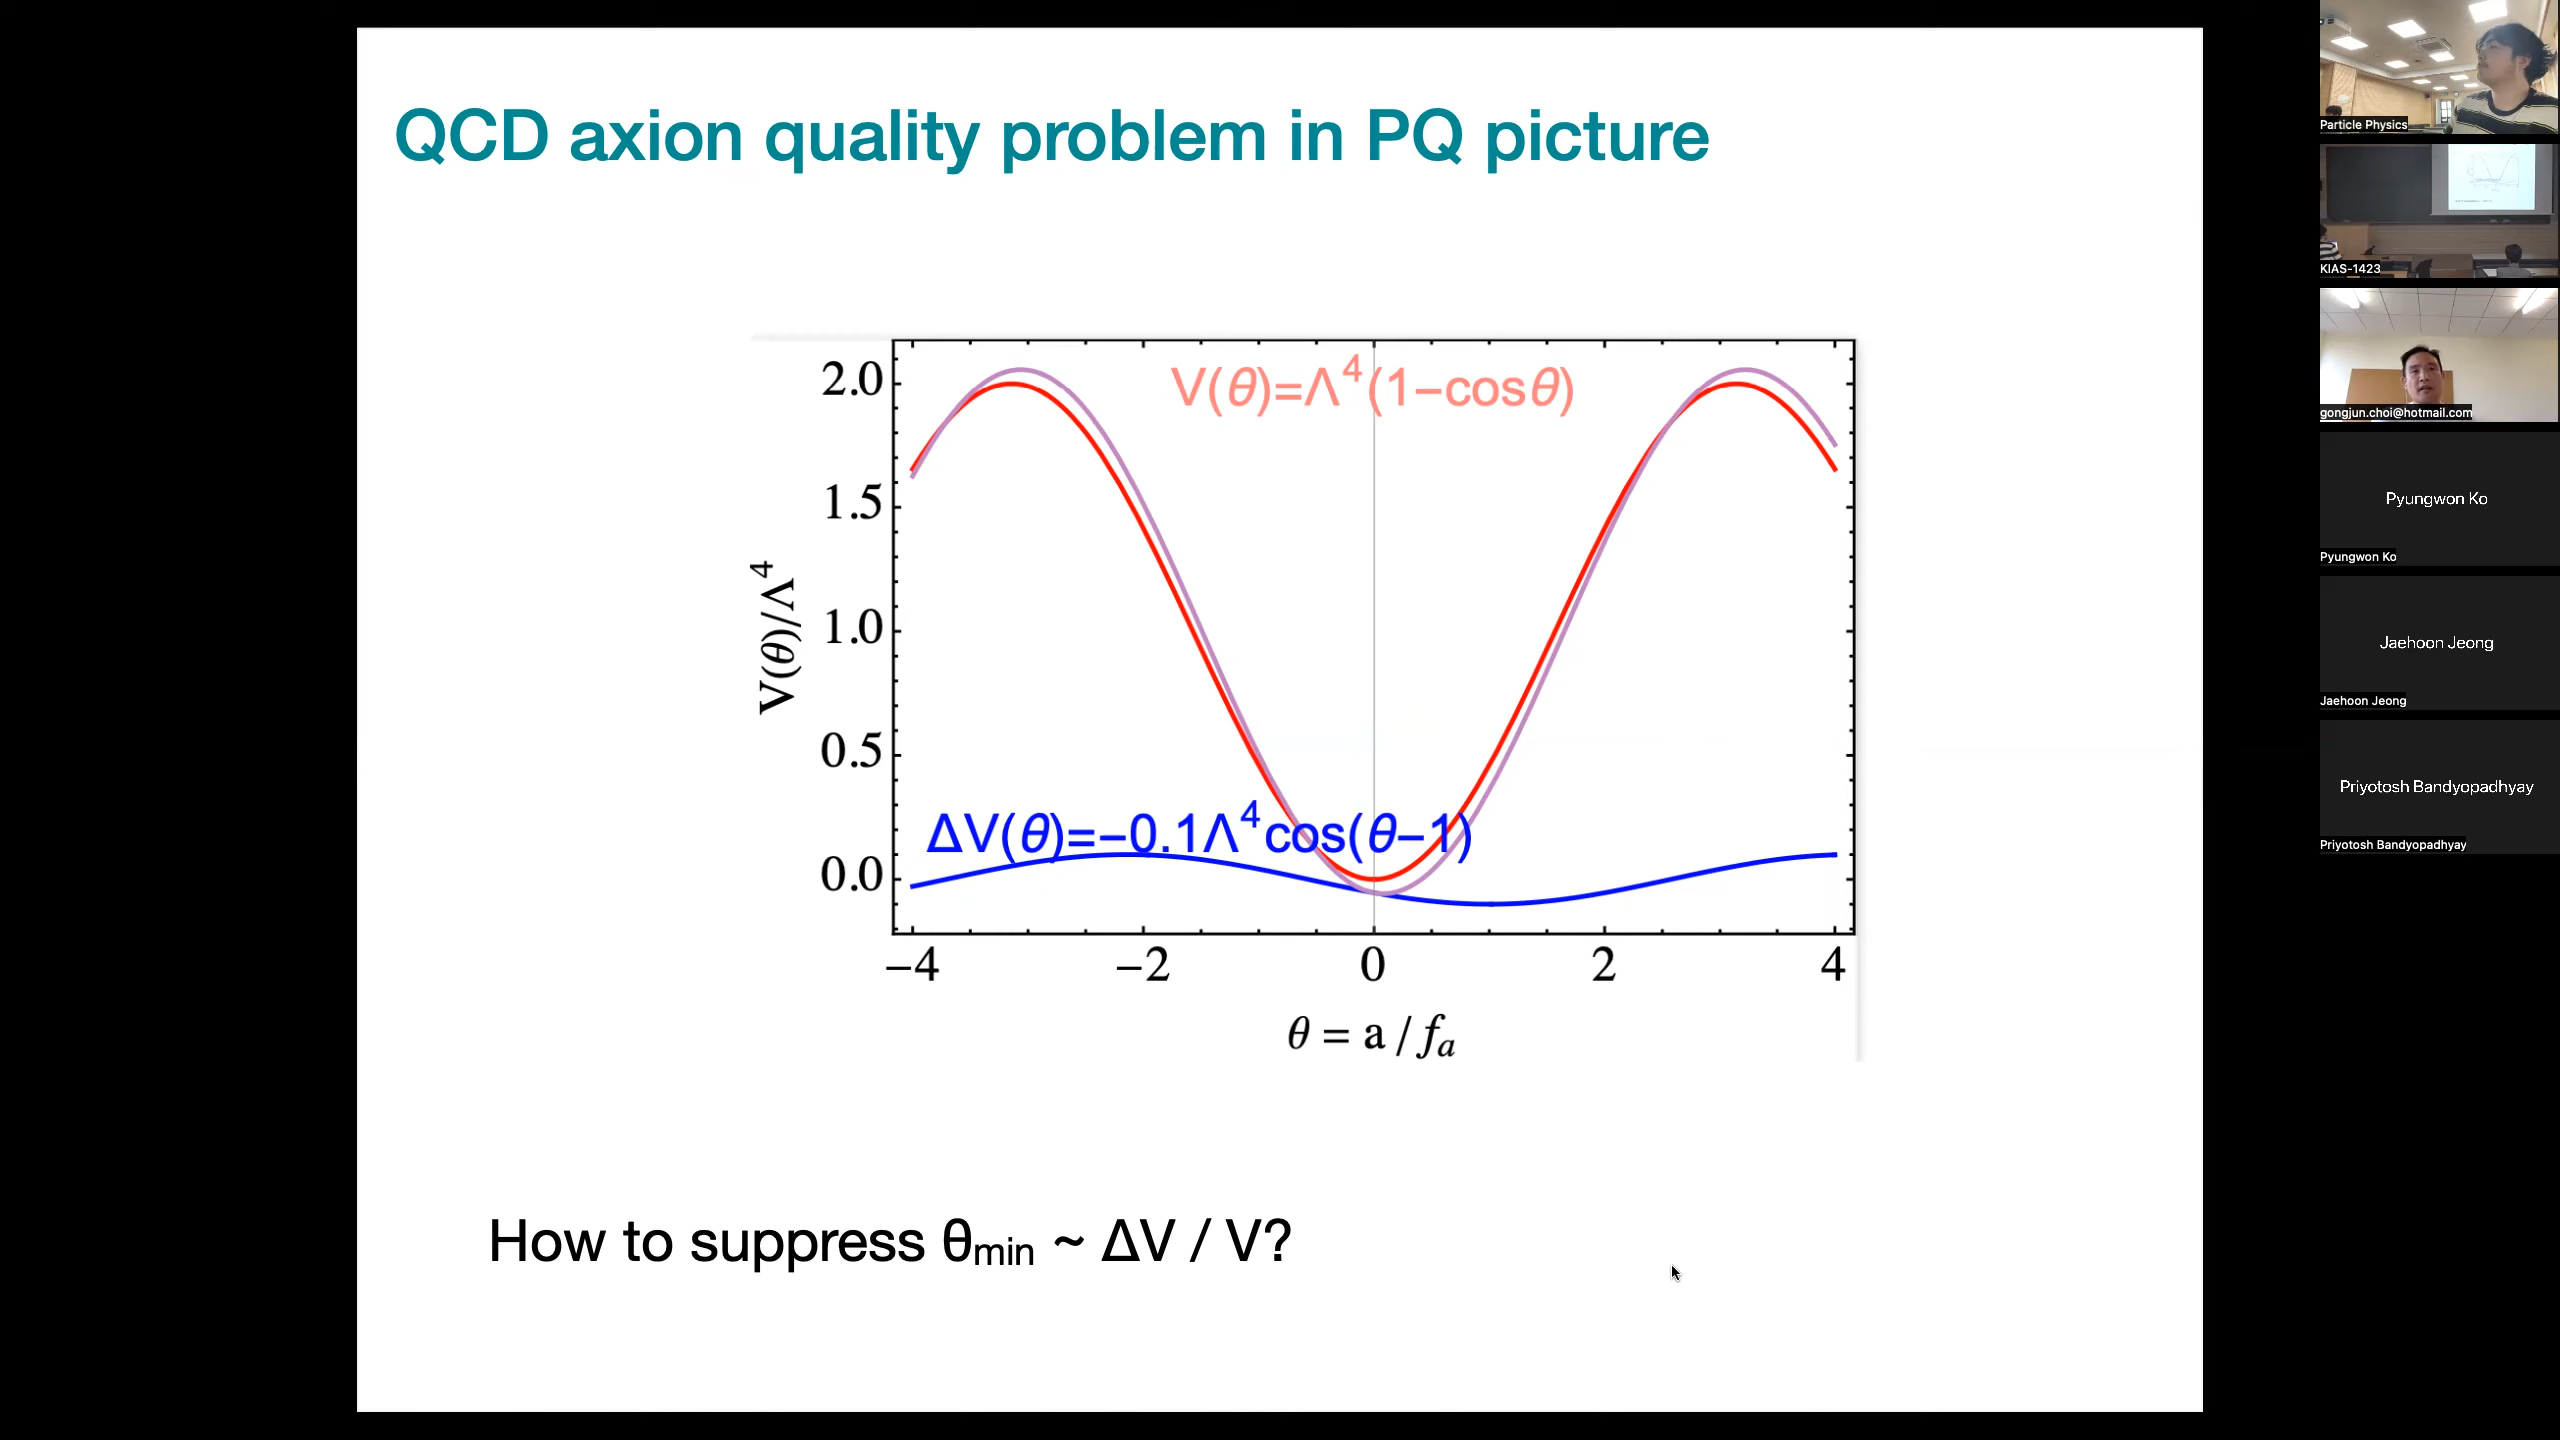 QCD axion quality problem in PQ picture
V(θ)=Λ⁴(1−cosθ)
ΔV(θ)=−0.1Λ⁴cos(θ−1)
V(θ)/Λ⁴
2.0
1.5
1.0
0.5
0.0
−4 −2 0 2 4
θ = a / fₐ
How to suppress θmin ~ ΔV / V?
Particle Physics
KIAS-1423
gongjun.choi@hotmail.com
Pyungwon Ko
Pyungwon Ko
Jaehoon Jeong
Jaehoon Jeong
Priyotosh Bandyopadhyay
Priyotosh Bandyopadhyay